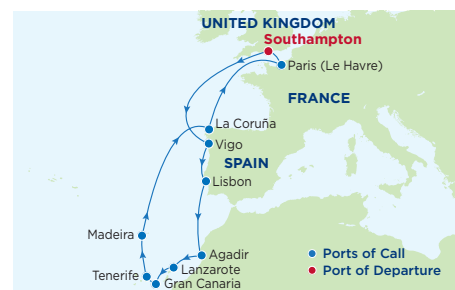 UNITED KINGDOM
Southampton
Paris (Le Havre)
FRANCE
La Coruña
Vigo
SPAIN
Lisbon
Madeira
Agadir
Lanzarote
Tenerife
Gran Canaria
Ports of Call
Port of Departure